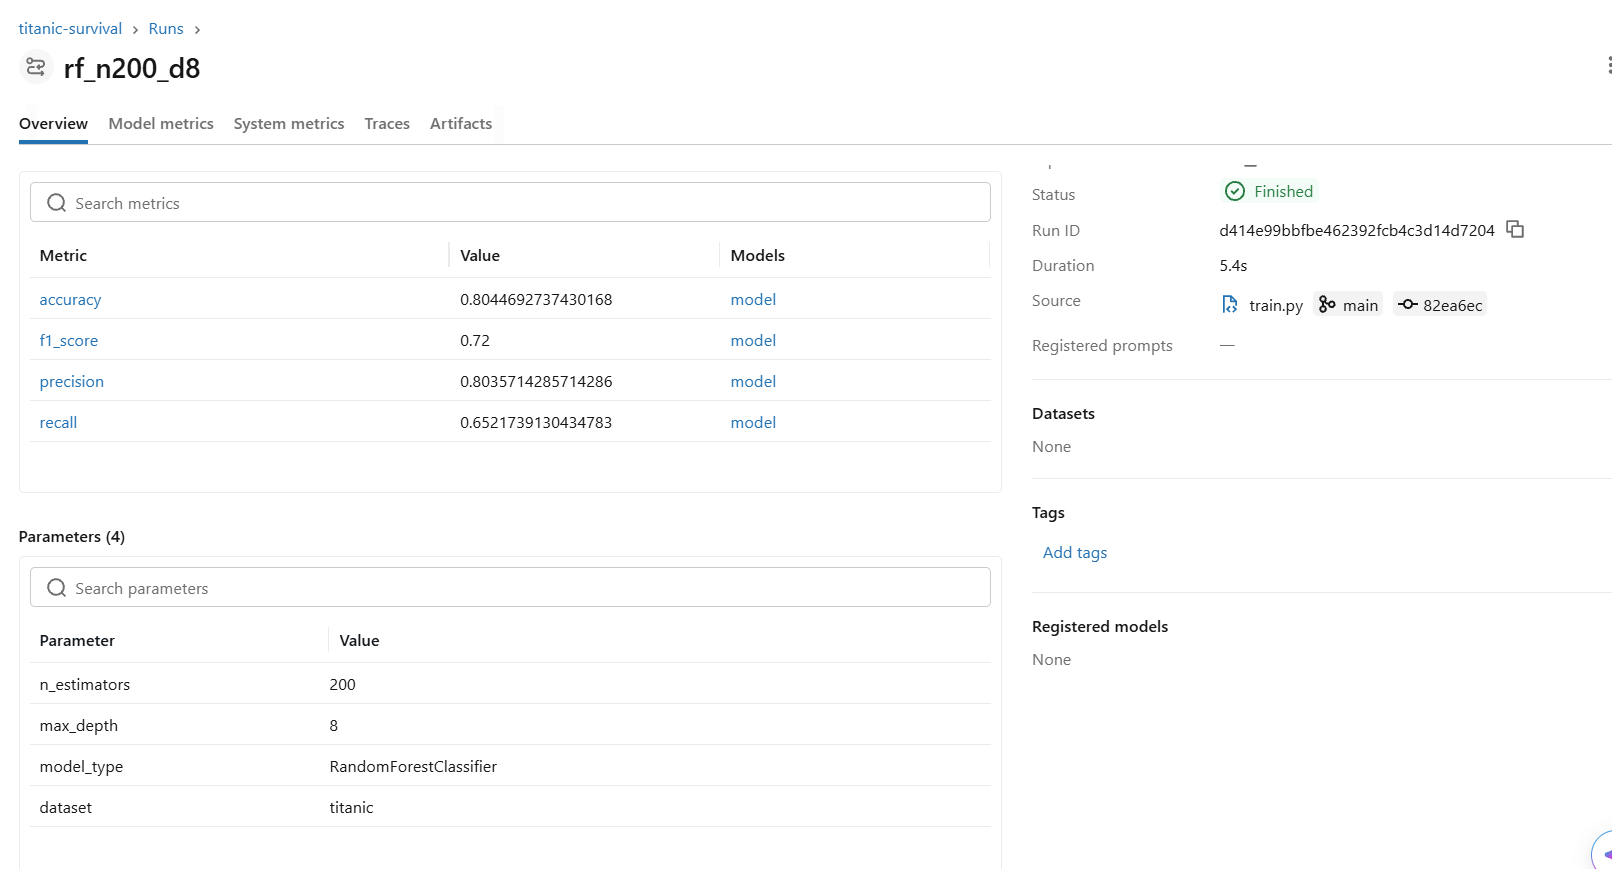 titanic-survival > Runs >
rf_n200_d8
Overview Model metrics System metrics Traces Artifacts
Search metrics
Metric Value Models
accuracy 0.8044692737430168 model
f1_score 0.72 model
precision 0.8035714285714286 model
recall 0.6521739130434783 model
Parameters (4)
Search parameters
Parameter Value
n_estimators 200
max_depth 8
model_type RandomForestClassifier
dataset titanic
Status Finished
Run ID d414e99bbfbe462392fcb4c3d14d7204
Duration 5.4s
Source train.py main 82ea6ec
Registered prompts —
Datasets
None
Tags
Add tags
Registered models
None